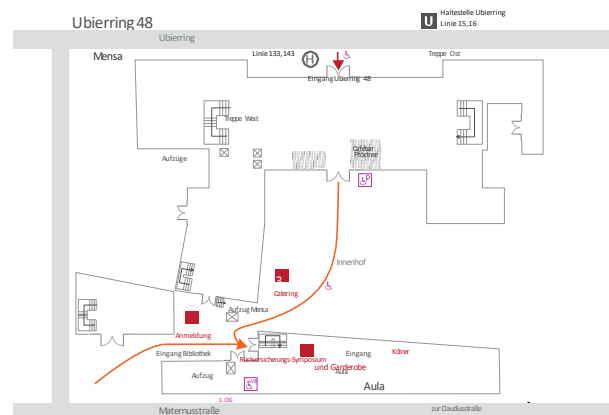 Ubierring 48
U
Haltestelle Ubierring
Linie 15,16
Ubierring
Mensa
Linie 133, 143
H
Treppe Ost
Eingang Ubierring 48
Treppe West
Aufzüge
Cafébar
Pförtner
P
Innenhof
Catering
Aufzug Mensa
Anmeldung
Eingang Bibliothek
Rückversicherungs-Symposium
Eingang
Kölner
und Garderobe
Aula
Aufzug
Aula
1. OG
Maternusstraße
zur Claudiusstraße